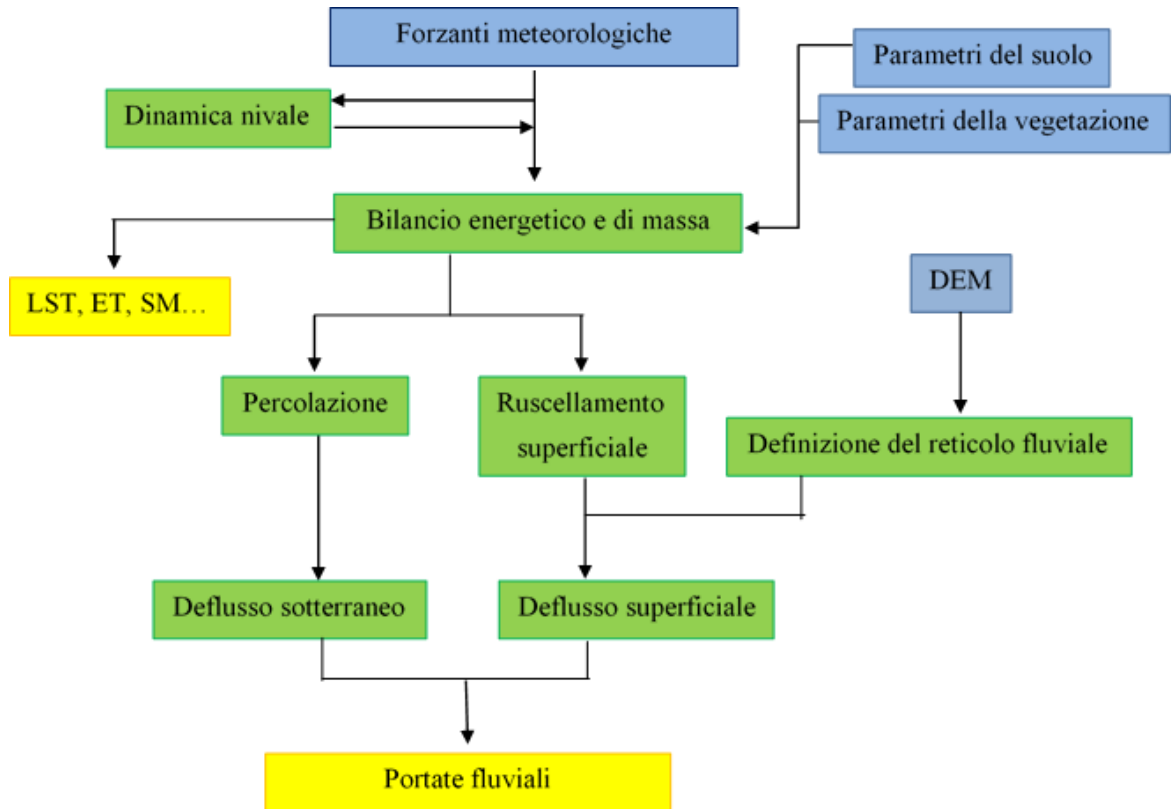 Forzanti meteorologiche
Parametri del suolo
Dinamica nivale
Parametri della vegetazione
Bilancio energetico e di massa
LST, ET, SM…
DEM
Percolazione
Ruscellamento
superficiale
Definizione del reticolo fluviale
Deflusso sotterraneo
Deflusso superficiale
Portate fluviali